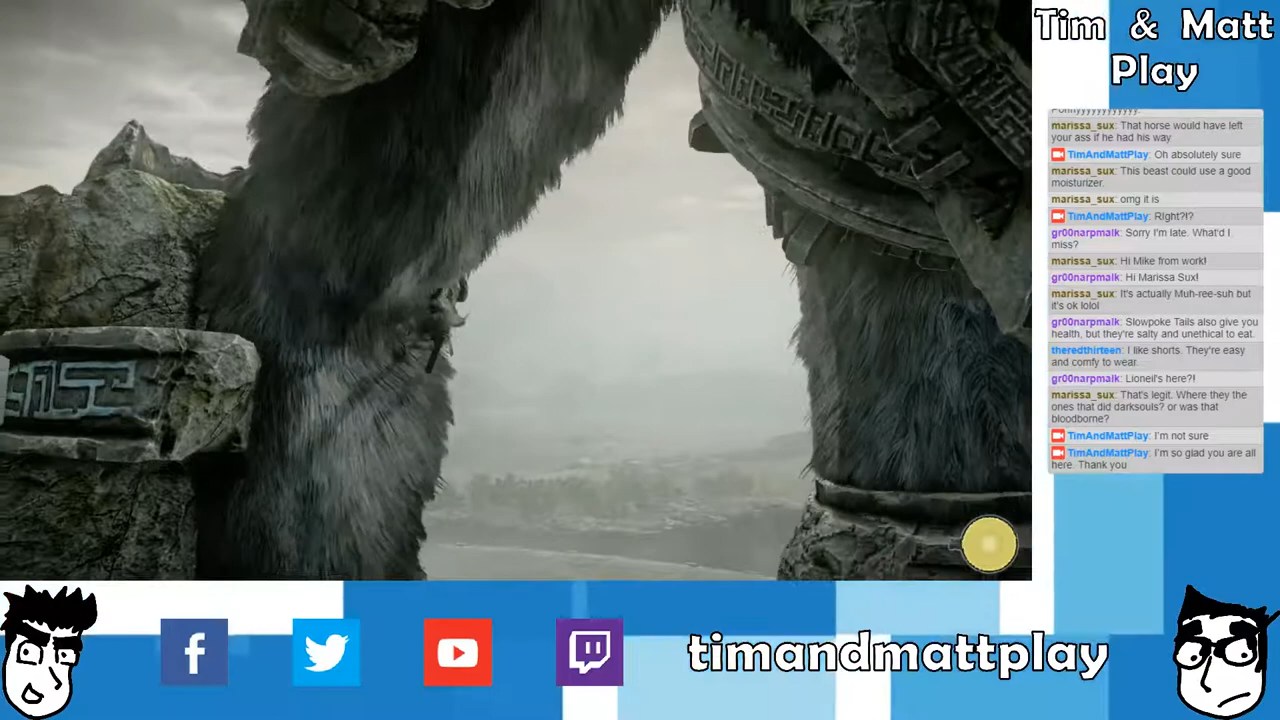 Tim & Matt
Play
marissa_sux: That horse would have left
your ass if he had his way
TimAndMattPlay: Oh absolutely sure
marissa_sux: This beast could use a good
moisturizer.
marissa_sux: omg it is
TimAndMattPlay: RIght?!?
gr00narpmalk: Sorry I'm late. What'd I
miss?
marissa_sux: Hi Mike from work!
gr00narpmalk: Hi Marissa Sux!
marissa_sux: It's actually Muh-ree-suh but
it's ok lolol
gr00narpmalk: Slowpoke Tails also give you
health, but they're salty and unethical to eat.
theredthirteen: I like shorts. They're easy
and comfy to wear.
gr00narpmalk: Lioneil's here?!
marissa_sux: That's legit. Where they the
ones that did darksouls? or was that
bloodborne?
TimAndMattPlay: I'm not sure
TimAndMattPlay: I'm so glad you are all
here. Thank you
timandmattplay